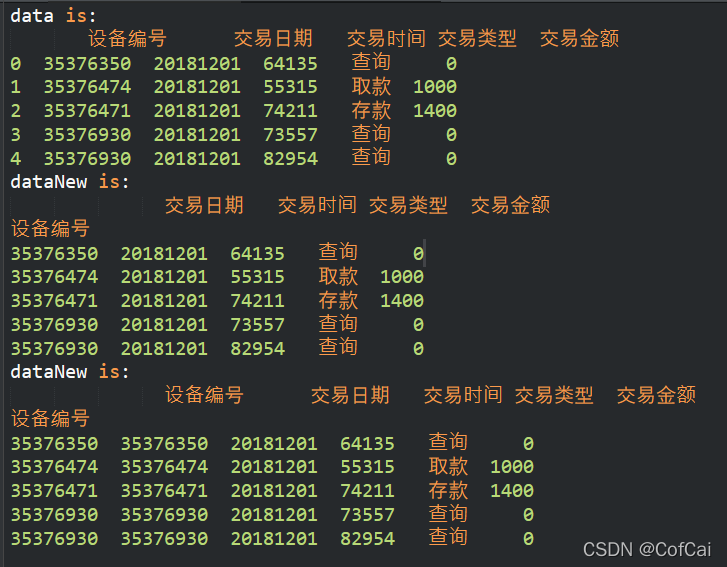 data is:
设备编号 交易日期 交易时间 交易类型 交易金额
0 35376350 20181201 64135 查询 0
1 35376474 20181201 55315 取款 1000
2 35376471 20181201 74211 存款 1400
3 35376930 20181201 73557 查询 0
4 35376930 20181201 82954 查询 0
dataNew is:
交易日期 交易时间 交易类型 交易金额
设备编号
35376350 20181201 64135 查询 0
35376474 20181201 55315 取款 1000
35376471 20181201 74211 存款 1400
35376930 20181201 73557 查询 0
35376930 20181201 82954 查询 0
dataNew is:
设备编号 交易日期 交易时间 交易类型 交易金额
设备编号
35376350 35376350 20181201 64135 查询 0
35376474 35376474 20181201 55315 取款 1000
35376471 35376471 20181201 74211 存款 1400
35376930 35376930 20181201 73557 查询 0
35376930 35376930 20181201 82954 查询 0
CSDN @CofCai